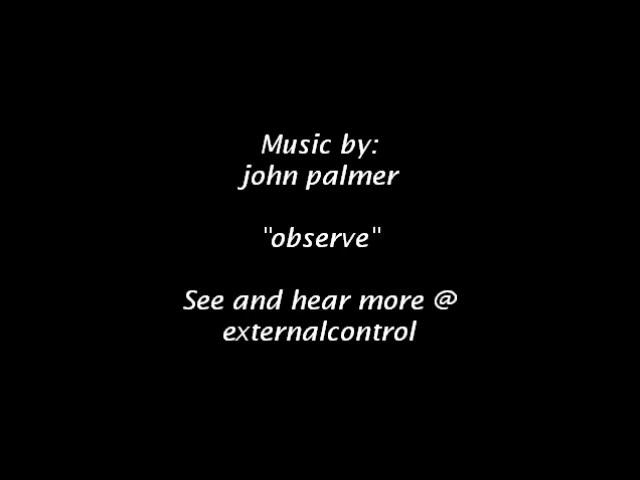 Music by:
john palmer
"observe"
See and hear more @
externalcontrol